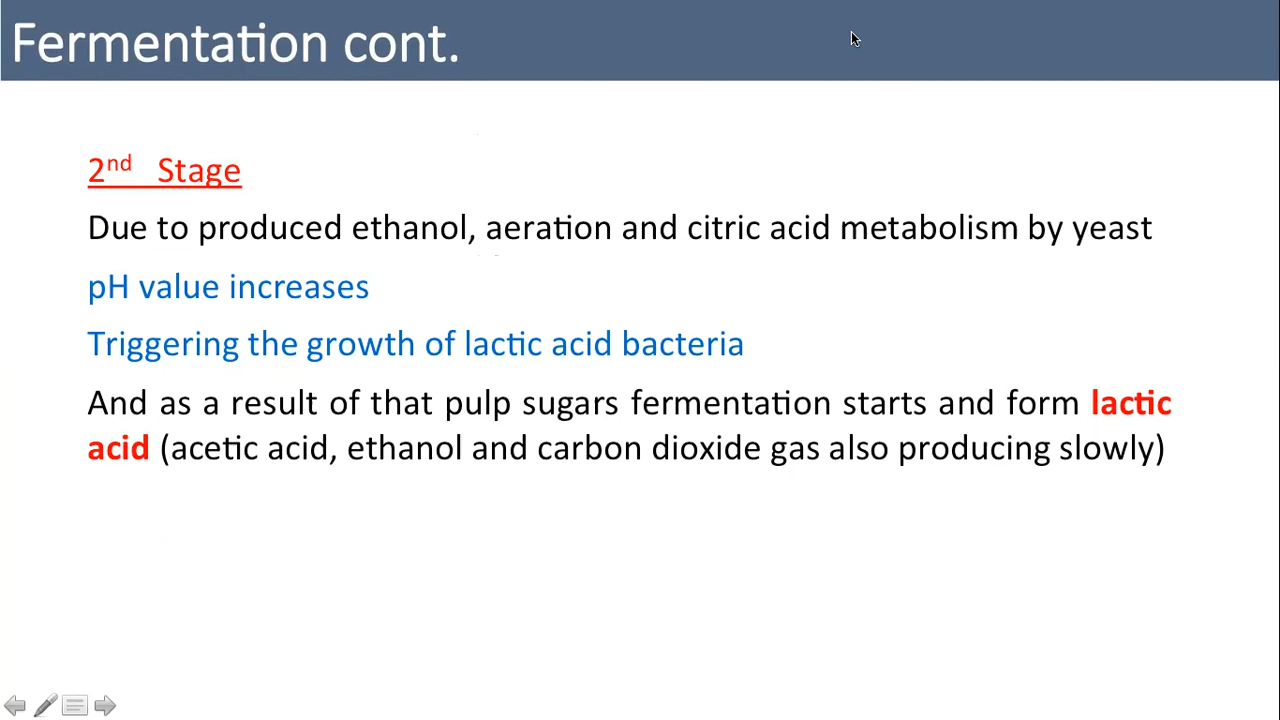 Fermentation cont.
2nd Stage
Due to produced ethanol, aeration and citric acid metabolism by yeast
pH value increases
Triggering the growth of lactic acid bacteria
And as a result of that pulp sugars fermentation starts and form lactic
acid (acetic acid, ethanol and carbon dioxide gas also producing slowly)